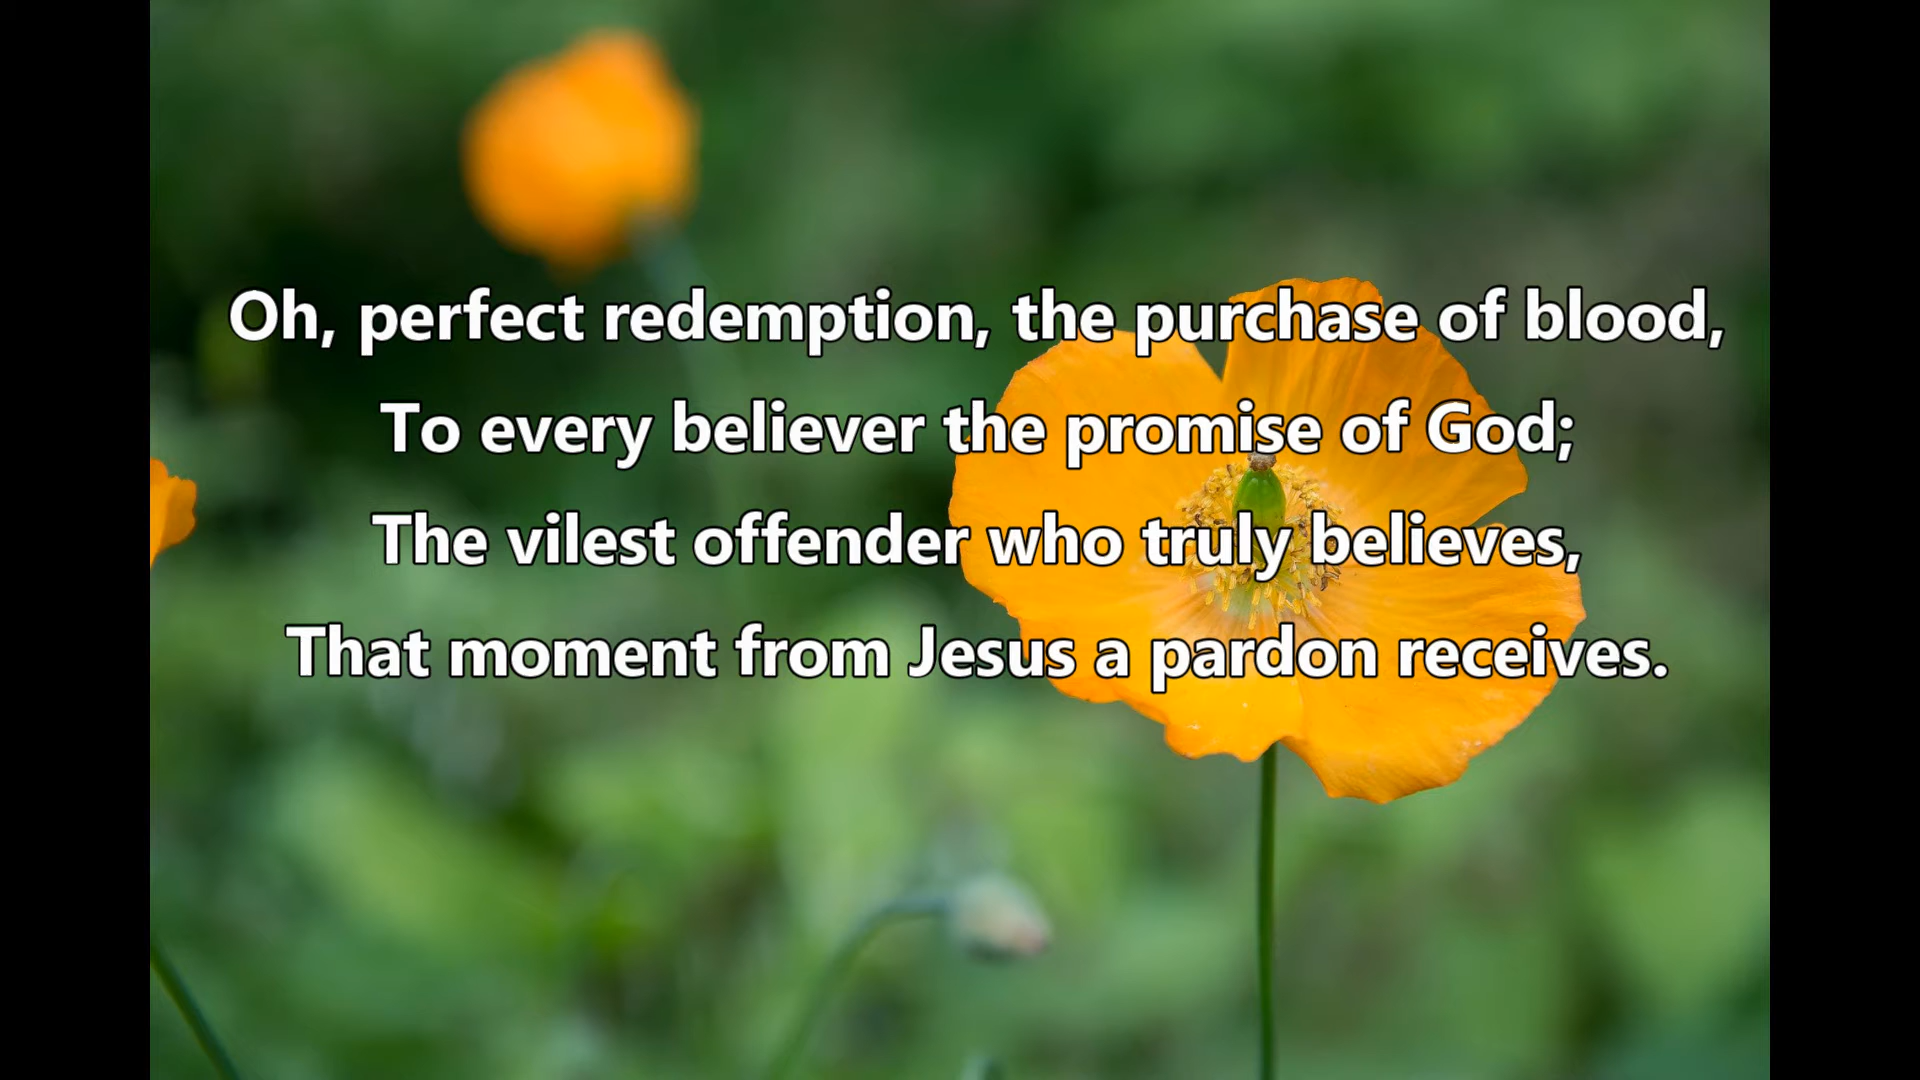 Oh, perfect redemption, the purchase of blood,
To every believer the promise of God;
The vilest offender who truly believes,
That moment from Jesus a pardon receives.